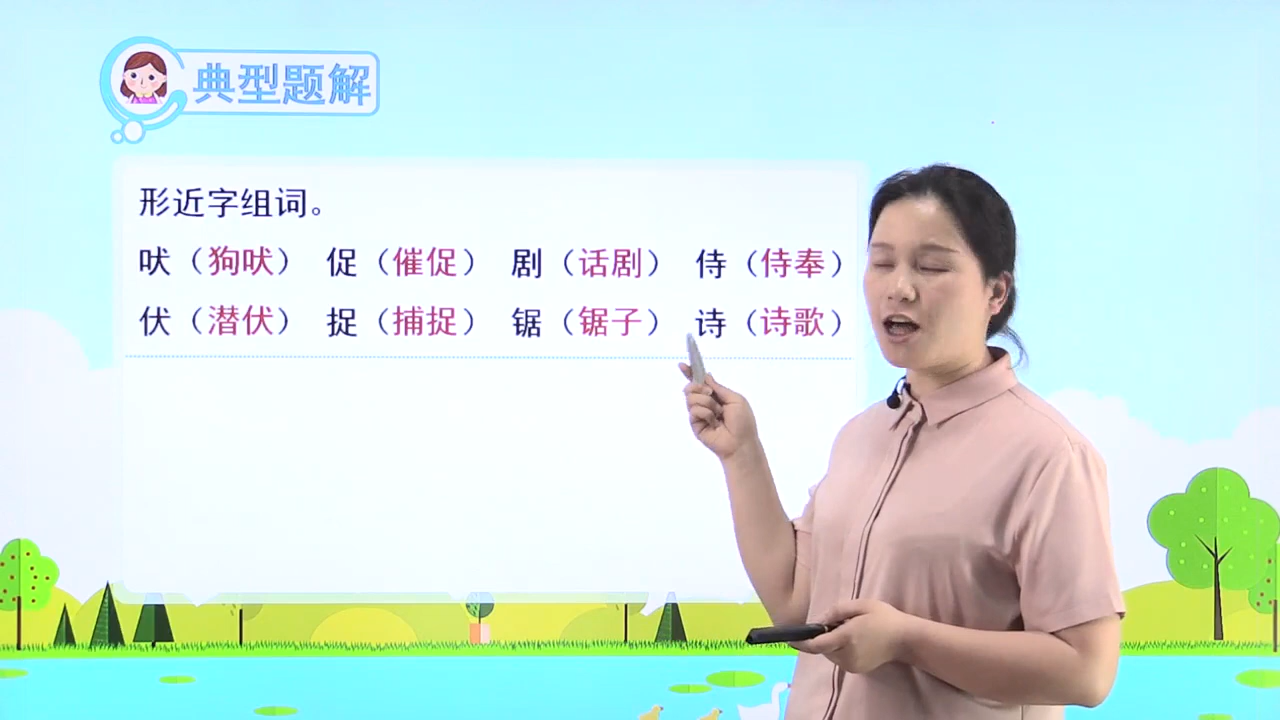 典型题解
形近字组词。
吠（狗吠） 促（催促） 剧（话剧） 侍（侍奉）
伏（潜伏） 捉（捕捉） 锯（锯子） 诗（诗歌）